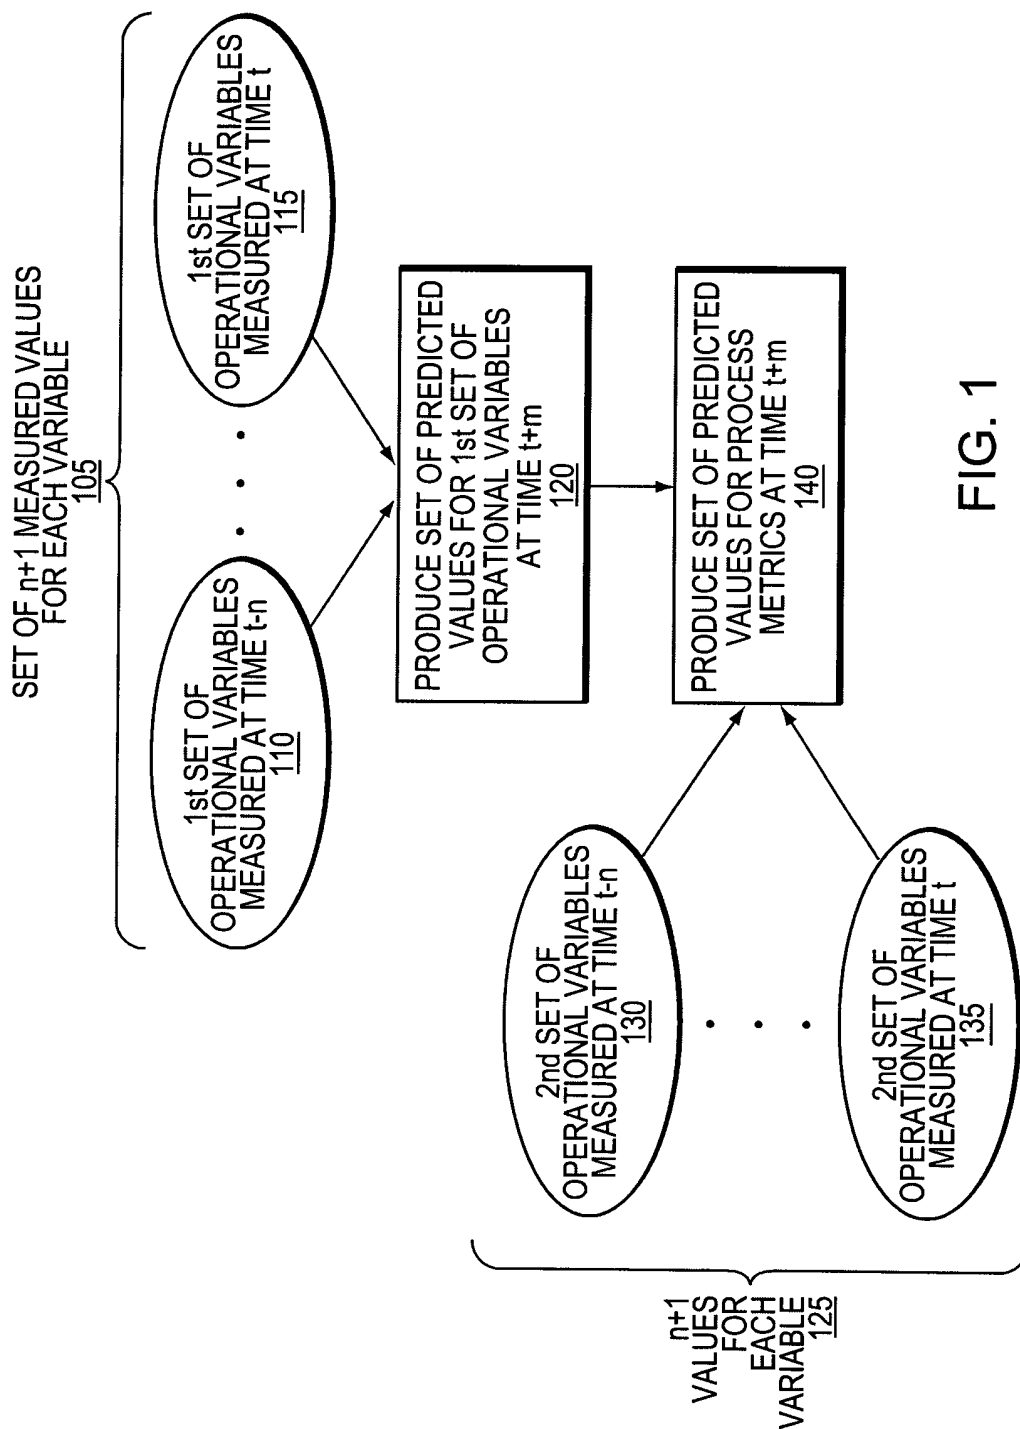 SET OF n+1 MEASURED VALUES
FOR EACH VARIABLE
105
1st SET OF
OPERATIONAL VARIABLES
MEASURED AT TIME t-n
110
1st SET OF
OPERATIONAL VARIABLES
MEASURED AT TIME t
115
PRODUCE SET OF PREDICTED
VALUES FOR 1st SET OF
OPERATIONAL VARIABLES
AT TIME t+m
120
n+1
VALUES
FOR
EACH
VARIABLE
125
2nd SET OF
OPERATIONAL VARIABLES
MEASURED AT TIME t-n
130
2nd SET OF
OPERATIONAL VARIABLES
MEASURED AT TIME t
135
PRODUCE SET OF PREDICTED
VALUES FOR PROCESS
METRICS AT TIME t+m
140
FIG. 1